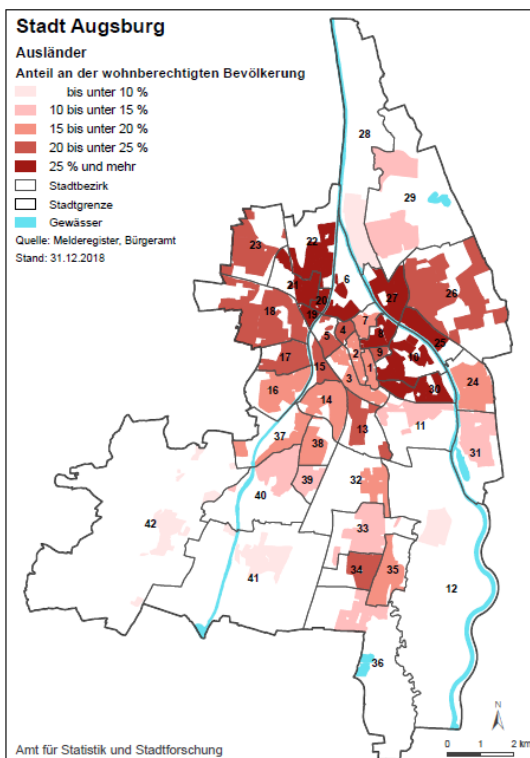 Stadt Augsburg
Ausländer
Anteil an der wohnberechtigten Bevölkerung
bis unter 10 %
10 bis unter 15 %
15 bis unter 20 %
20 bis unter 25 %
25 % und mehr
Stadtbezirk
Stadtgrenze
Gewässer
Quelle: Melderegister, Bürgeramt
Stand: 31.12.2018
28
29
22
23
6
21
27
26
20
18
19
7
5
4
8
25
9
10
2
17
15
1
3
30
16
24
14
13
11
37
38
31
32
39
40
42
33
34
35
41
12
36
N
0 1 2 km
Amt für Statistik und Stadtforschung